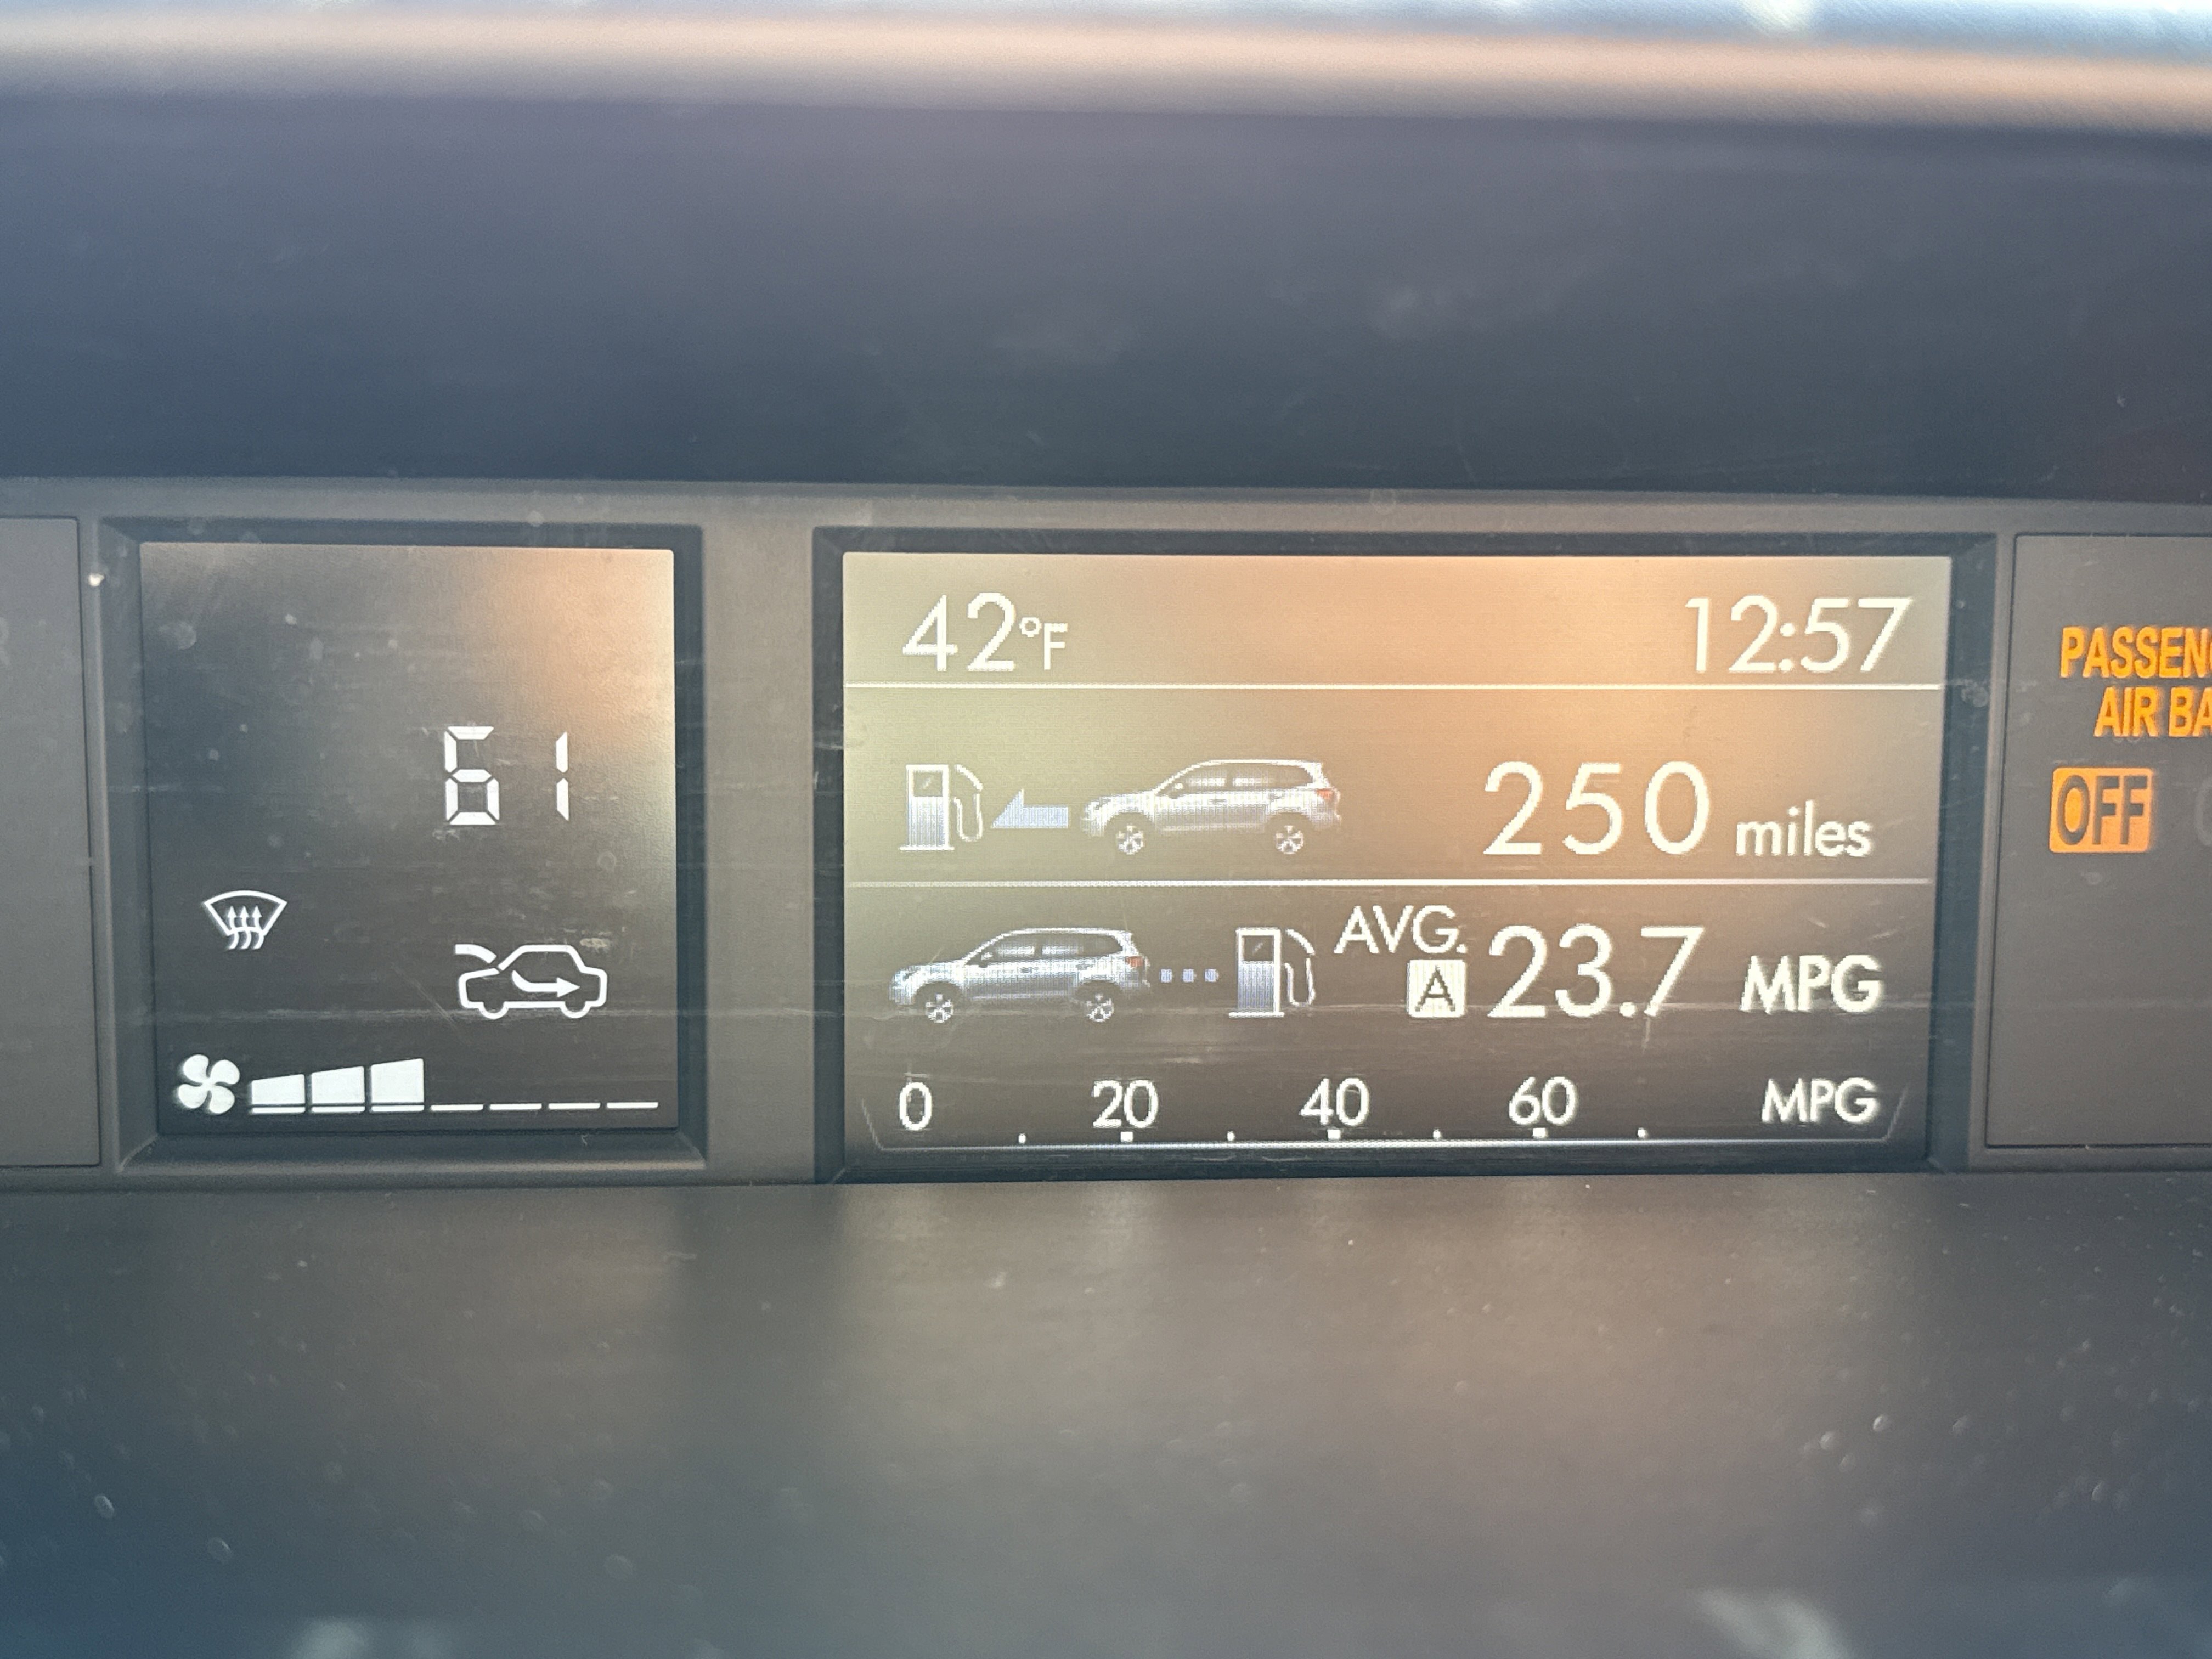 61
42°F 12:57
250 miles
AVG.
A 23.7 MPG
0 20 40 60 MPG
OFF